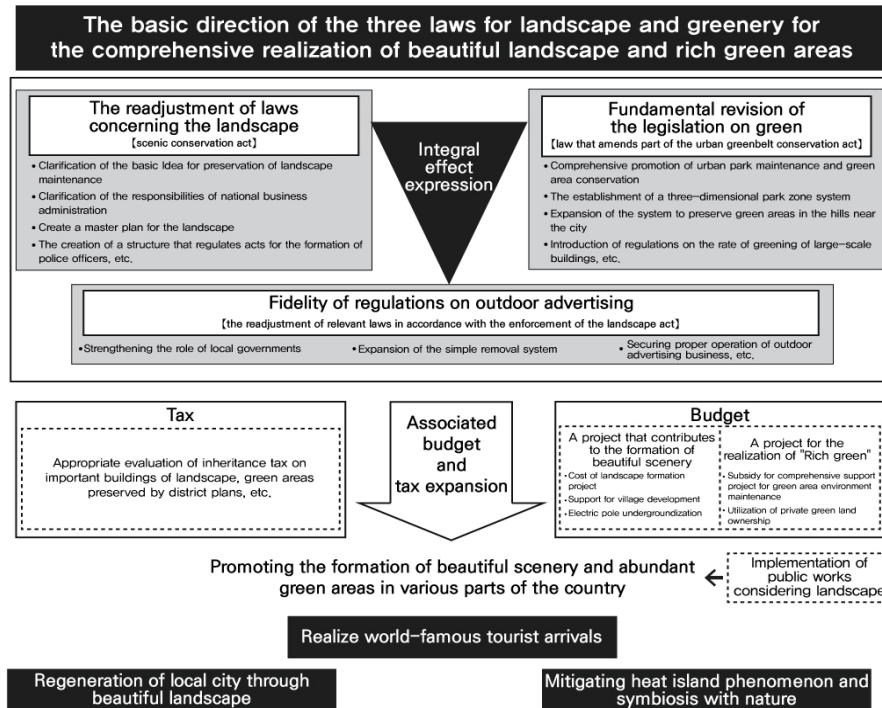 The basic direction of the three laws for landscape and greenery for
the comprehensive realization of beautiful landscape and rich green areas
The readjustment of laws
concerning the landscape
【scenic conservation act】
• Clarification of the basic Idea for preservation of landscape
maintenance
• Clarification of the responsibilities of national business
administration
• Create a master plan for the landscape
• The creation of a structure that regulates acts for the formation of
police officers, etc.
Integral
effect
expression
Fundamental revision of
the legislation on green
【law that amends part of the urban greenbelt conservation act】
• Comprehensive promotion of urban park maintenance and green
area conservation
• The establishment of a three-dimensional park zone system
• Expansion of the system to preserve green areas in the hills near
the city
• Introduction of regulations on the rate of greening of large-scale
buildings, etc.
Fidelity of regulations on outdoor advertising
【the readjustment of relevant laws in accordance with the enforcement of the landscape act】
• Strengthening the role of local governments
• Expansion of the simple removal system
• Securing proper operation of outdoor
advertising business, etc.
Tax
Appropriate evaluation of inheritance tax on
important buildings of landscape, green areas
preserved by district plans, etc.
Associated
budget
and
tax expansion
Budget
A project that contributes
to the formation of
beautiful scenery
• Cost of landscape formation
project
• Support for village development
• Electric pole undergroundization
A project for the
realization of "Rich green"
• Subsidy for comprehensive support
project for green area environment
maintenance
• Utilization of private green land
ownership
Promoting the formation of beautiful scenery and abundant
green areas in various parts of the country
←
Implementation of
public works
considering landscape
Realize world-famous tourist arrivals
Regeneration of local city through
beautiful landscape
Mitigating heat island phenomenon and
symbiosis with nature